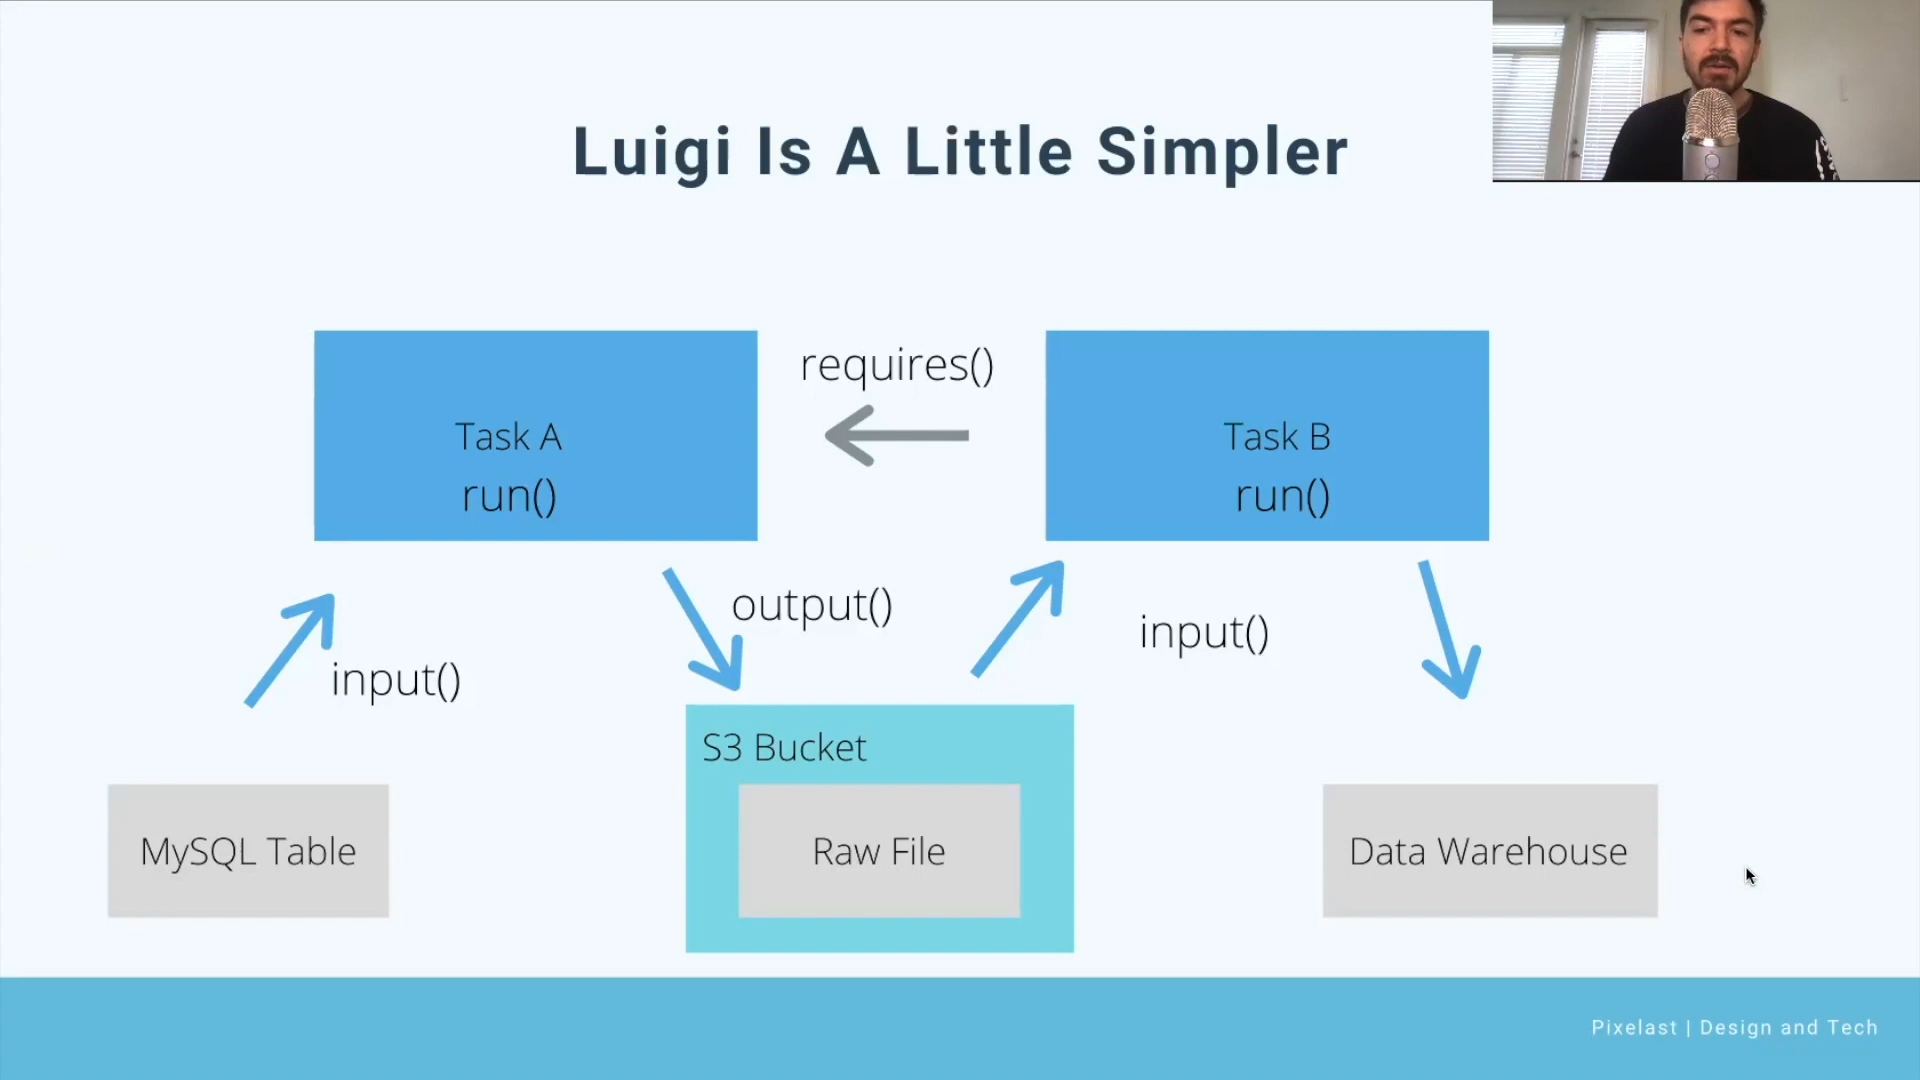 Luigi Is A Little Simpler
requires()
Task A
run()
Task B
run()
output()
input()
input()
S3 Bucket
MySQL Table
Raw File
Data Warehouse
Pixelast | Design and Tech